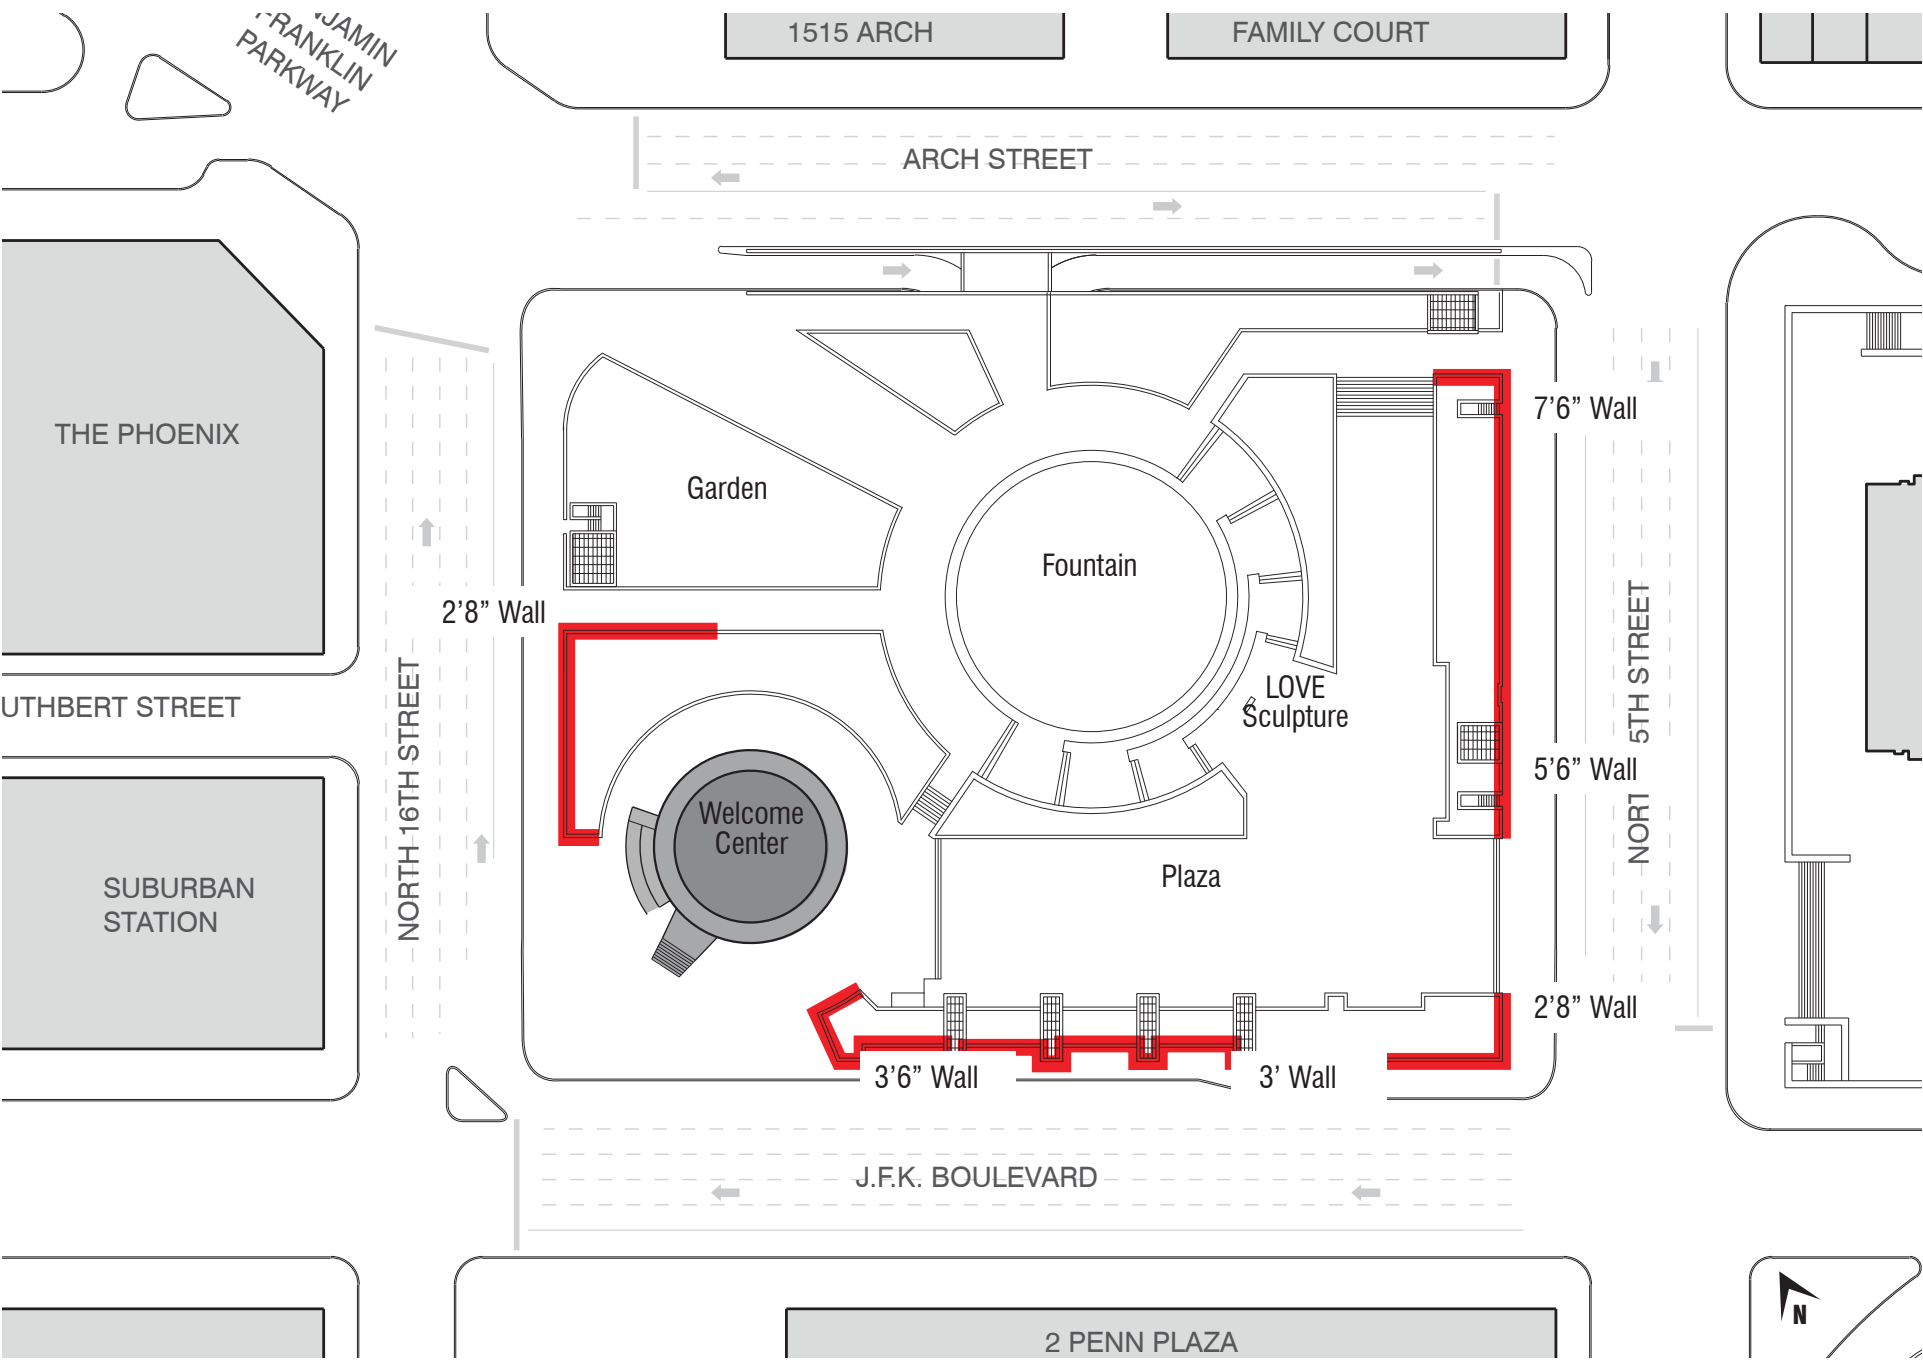 NJAMIN
FRANKLIN
PARKWAY
1515 ARCH
FAMILY COURT
ARCH STREET
THE PHOENIX
7’6” Wall
Garden
Fountain
2’8” Wall
LOVE
Sculpture
NORTH 16TH STREET
NORT 5TH STREET
UTHBERT STREET
5’6” Wall
Welcome
Center
Plaza
SUBURBAN
STATION
2’8” Wall
3’6” Wall
3’ Wall
J.F.K. BOULEVARD
N
2 PENN PLAZA